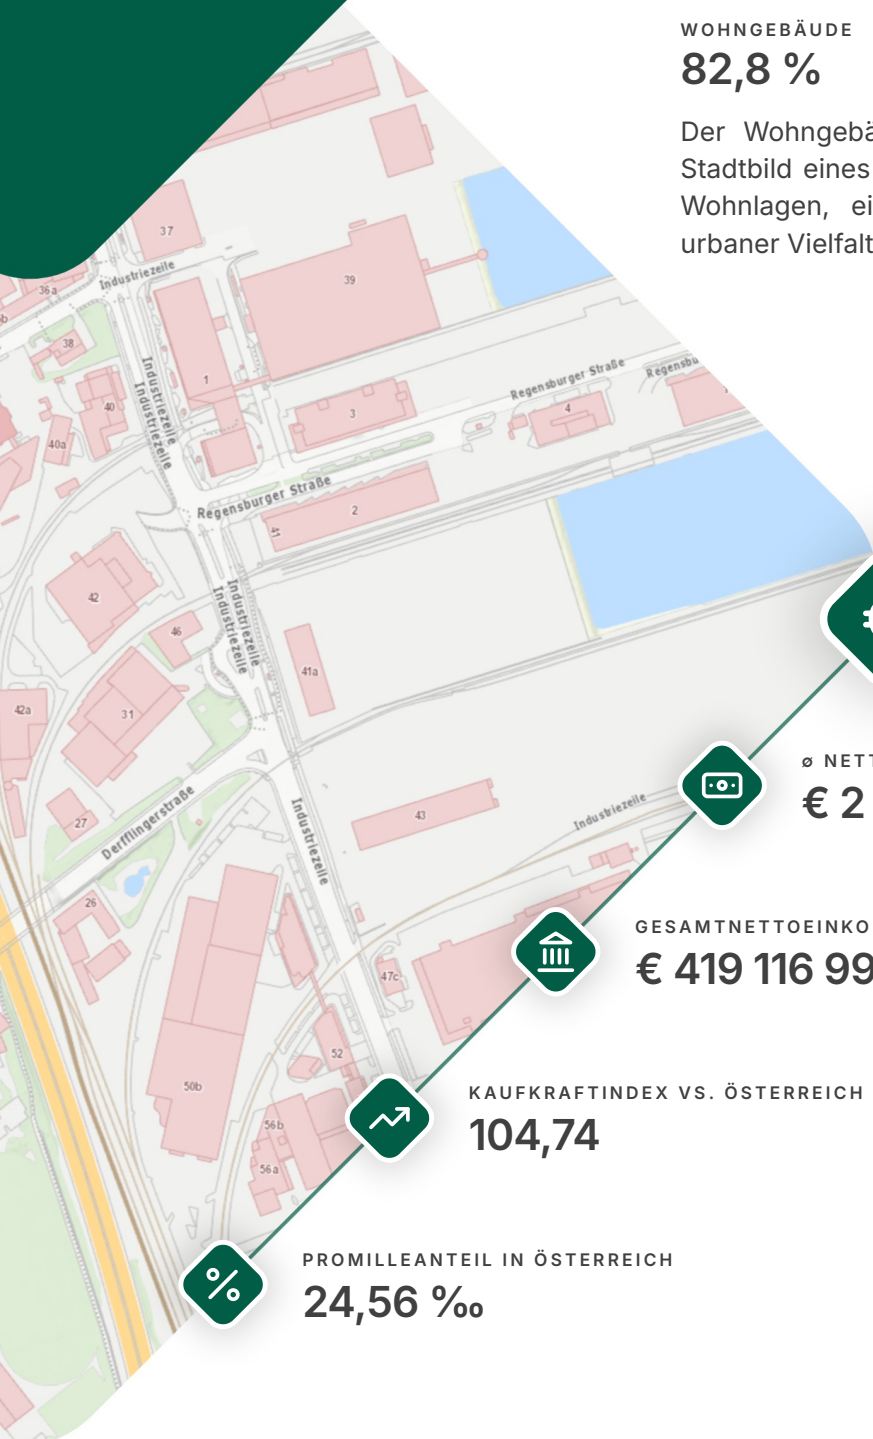 WOHNGEBÄUDE
82,8 %
Der Wohngebä
Stadtbild eines
Wohnlagen, ei
urbaner Vielfalt
37
Industriezeile
36a
39
38
1
40
Industriezeile
Industriezeile
40a
3
Regensburger Straße
Regensbu
4
Regensburger Straße
2
41
42
Industriezeile
Industriezeile
46
41a
42a
31
27
Derfflingerstraße
Industriezeile
43
Industriezeile
26
47c
52
50b
56b
56a
ø NETT
€ 2
GESAMTNETTOEINKO
€ 419 116 99
KAUFKRAFTINDEX VS. ÖSTERREICH
104,74
PROMILLEANTEIL IN ÖSTERREICH
24,56 ‰